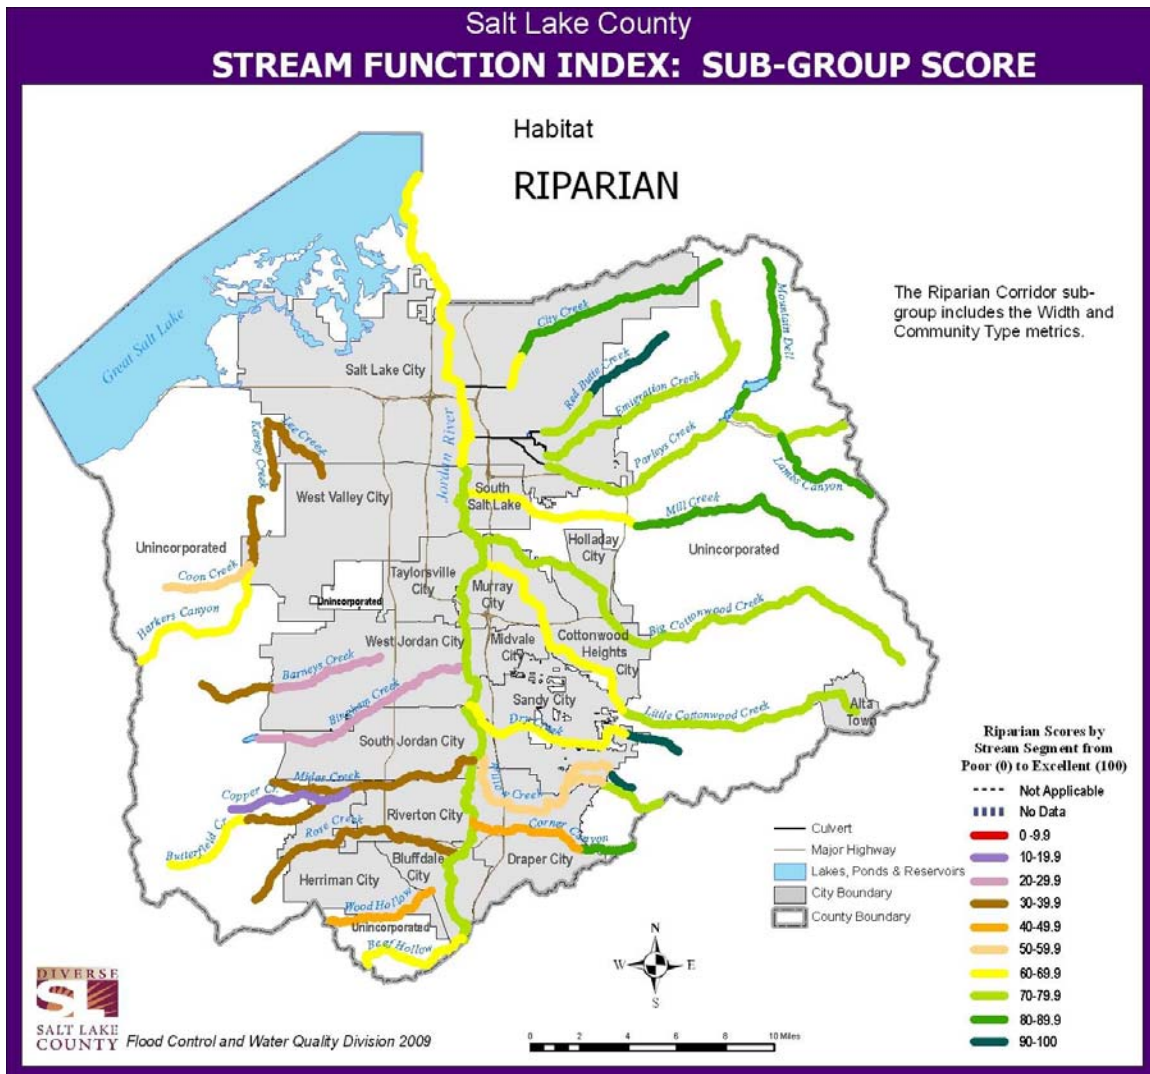 Salt Lake County
STREAM FUNCTION INDEX: SUB-GROUP SCORE
Habitat
RIPARIAN
The Riparian Corridor sub-
group includes the Width and
Community Type metrics.
Great Salt Lake
Salt Lake City
City Creek
Mountain Dell
Red Butte Creek
Emigration Creek
Parleys Creek
Lambs Canyon
Jordan River
Lee Creek
Kersey Creek
West Valley City
South
Salt Lake
Mill Creek
Holladay
City
Unincorporated
Unincorporated
Coon Creek
Harkers Canyon
Taylorsville
City
Unincorporated
Murray
City
West Jordan City
Midvale
City
Cottonwood
Heights
City
Big Cottonwood Creek
Barneys Creek
Bingham Creek
Sandy City
Little Cottonwood Creek
Alta
Town
South Jordan City
Dry Creek
Midas Creek
Willow Creek
Copper Cr.
Butterfield Cr.
Rose Creek
Riverton City
Corner Canyon
Bluffdale
City
Draper City
Herriman City
Wood Hollow
Unincorporated
Beef Hollow
Culvert
Major Highway
Lakes, Ponds & Reservoirs
City Boundary
County Boundary
Riparian Scores by
Stream Segment from
Poor (0) to Excellent (100)
Not Applicable
No Data
0 -9.9
10-19.9
20-29.9
30-39.9
40-49.9
50-59.9
60-69.9
70-79.9
80-89.9
90-100
N
W E
S
0 2 4 6 8 10 Miles
DIVERSE
SL
SALT LAKE
COUNTY
Flood Control and Water Quality Division 2009